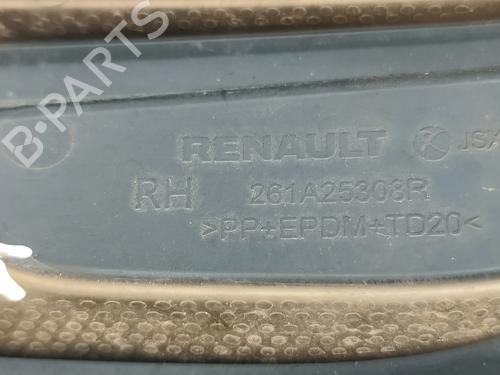 RENAULT JSX
RH 261A25308R
>PP+EPDM+TD20<
B-PARTS